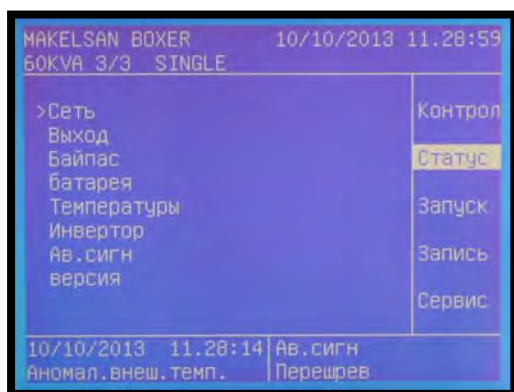 MAKELSAN BOXER 10/10/2013 11.28:59
60KVA 3/3 SINGLE
>Сеть
Выход
Байпас
батарея
Температуры
Инвертор
Ав.сигн
версия
Контрол
Статус
Запуск
Запись
Сервис
10/10/2013 11.28:14
Аномал.внеш.темп.
Ав.сигн
Перешрев